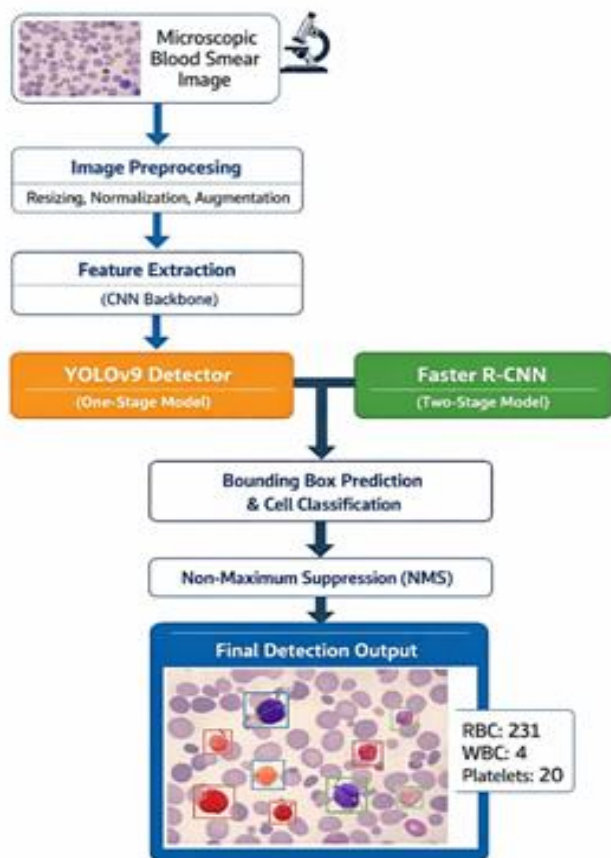 Microscopic
Blood Smear
Image
Image Preprocesing
Resizing, Normalization, Augmentation
Feature Extraction
(CNN Backbone)
YOLOv9 Detector
(One-Stage Model)
Faster R-CNN
(Two-Stage Model)
Bounding Box Prediction
& Cell Classification
Non-Maximum Suppression (NMS)
Final Detection Output
RBC: 231
WBC: 4
Platelets: 20